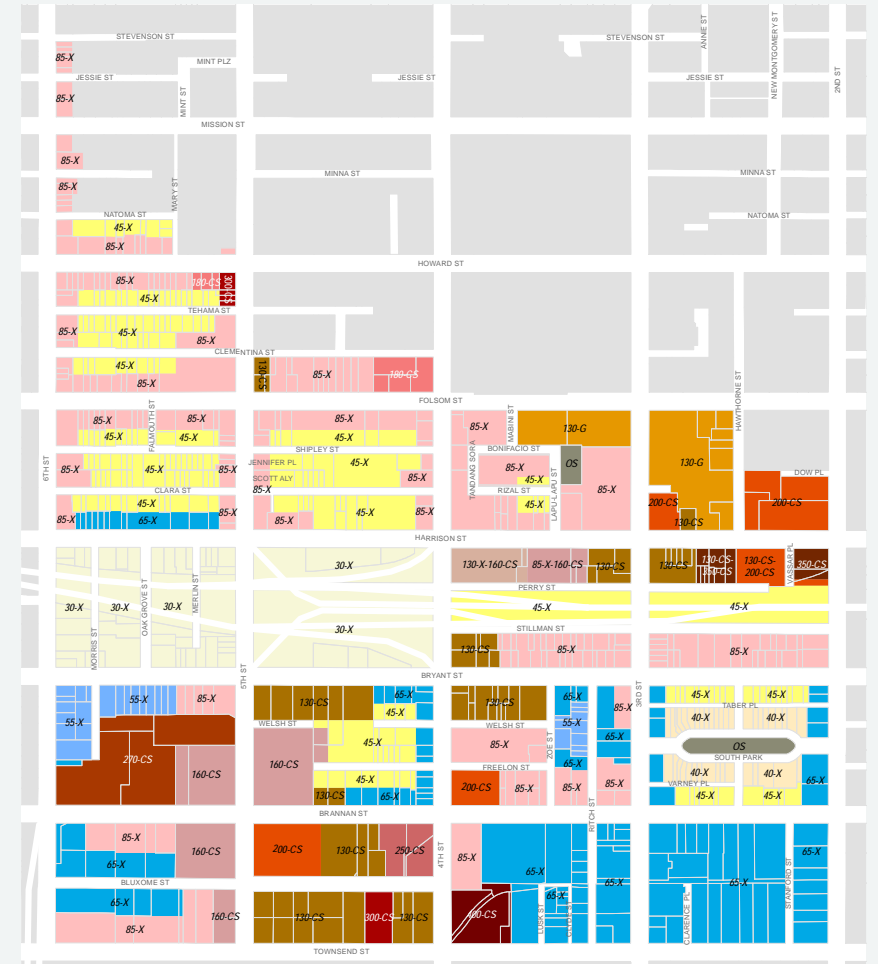 STEVENSON ST
STEVENSON ST
ANNIE ST
NEW MONTGOMERY ST
2ND ST
85-X
MINT PLZ
JESSIE ST
JESSIE ST
JESSIE ST
85-X
MINT ST
MISSION ST
85-X
MINNA ST
MINNA ST
85-X
MARY ST
NATOMA ST
NATOMA ST
45-X
85-X
HOWARD ST
85-X
180-CS
300-CS
45-X
TEHAMA ST
85-X
45-X
85-X
CLEMENTINA ST
45-X
85-X
130-CS
85-X
180-CS
HAWTHORNE ST
FOLSOM ST
85-X
FALMOUTH ST
85-X
85-X
85-X
MABINI ST
130-G
45-X
45-X
45-X
SHIPLEY ST
BONIFACIO ST
6TH ST
85-X
45-X
85-X
JENNIFER PL
45-X
TANDANG SORA
85-X
OS
130-G
DOW PL
SCOTT ALY
85-X
45-X
LAPU-LAPU ST
85-X
CLARA ST
85-X
RIZAL ST
45-X
45-X
200-CS
200-CS
85-X
65-X
85-X
85-X
45-X
130-CS
HARRISON ST
30-X
130-X-160-CS
85-X-160-CS
130-CS
130-CS
130-CS-
350-CS
130-CS-
200-CS
VASSAR PL
350-CS
PERRY ST
30-X
30-X
30-X
OAK GROVE ST
MERLIN ST
45-X
45-X
30-X
STILLMAN ST
MORRIS ST
130-CS
85-X
85-X
BRYANT ST
5TH ST
3RD ST
55-X
85-X
130-CS
65-X
130-CS
65-X
85-X
45-X
45-X
45-X
TABER PL
55-X
WELSH ST
WELSH ST
55-X
40-X
40-X
45-X
85-X
ZOE ST
65-X
OS
SOUTH PARK
270-CS
160-CS
160-CS
FREELON ST
65-X
40-X
40-X
65-X
45-X
200-CS
85-X
85-X
VARNEY PL
130-CS
65-X
45-X
45-X
BRANNAN ST
RITCH ST
85-X
65-X
160-CS
200-CS
130-CS
250-CS
4TH ST
85-X
65-X
65-X
BLUXOME ST
65-X
65-X
65-X
65-X
STANFORD ST
65-X
85-X
160-CS
130-CS
300-CS
130-CS
400-CS
LUSK ST
CLARENCE PL
TOWNSEND ST